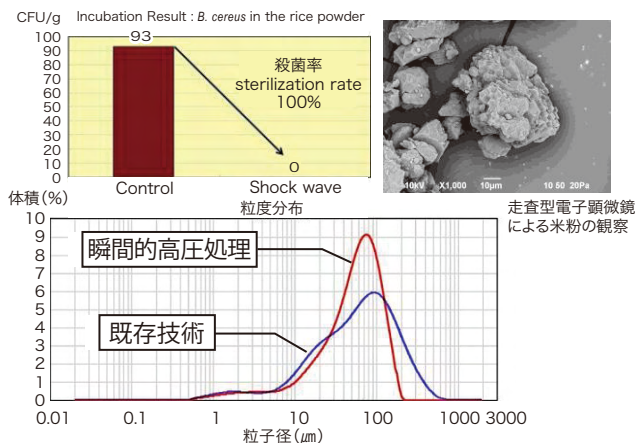 CFU/g
Incubation Result : B. cereus in the rice powder
100
90
80
70
60
50
40
30
20
10
0
93
殺菌率
sterilization rate
100%
0
Control
Shock wave
10kV X1,000 10μm 10 50 20Pa
走査型電子顕微鏡
による米粉の観察
体積(%)
粒度分布
10
9
8
7
6
5
4
3
2
1
0
瞬間的高圧処理
既存技術
0.01
0.1
1
10
100
1000
3000
粒子径(μm)